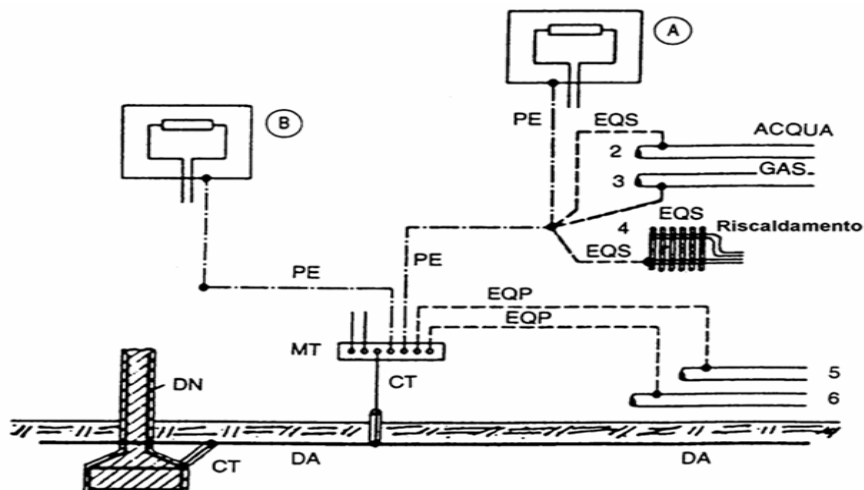 A
B
PE
EQS
ACQUA
2
3
GAS
4
EQS
Riscaldamento
EQS
PE
PE
EQP
EQP
MT
CT
5
6
DN
CT
DA
DA